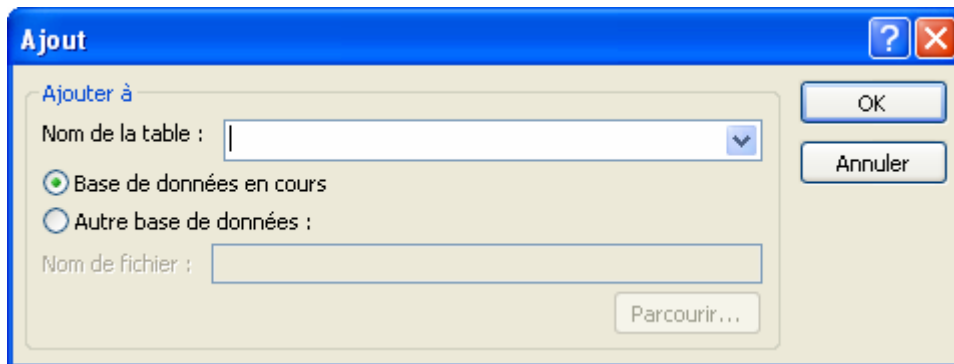 Ajout
Ajouter à
OK
Nom de la table :
Annuler
Base de données en cours
Autre base de données :
Nom de fichier :
Parcourir...